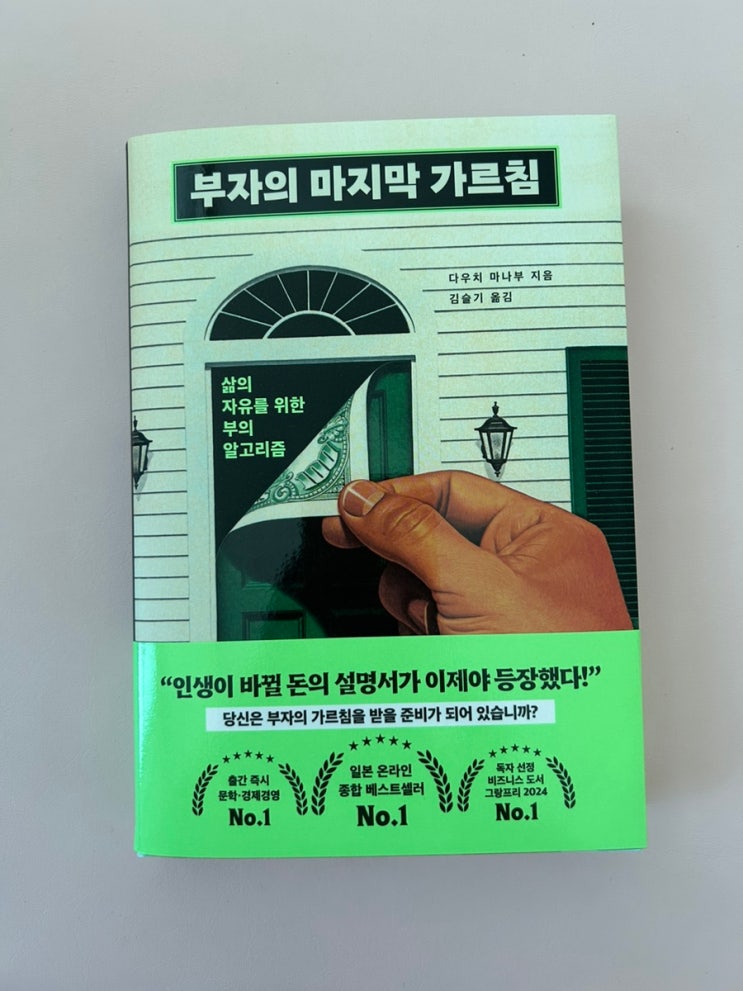 부자의 마지막 가르침
다우치 마나부 지음
김슬기 옮김
삶의
자유를 위한
부의
알고리즘
“인생이 바뀔 돈의 설명서가 이제야 등장했다!”
당신은 부자의 가르침을 받을 준비가 되어 있습니까?
출간 즉시
문학·경제경영
No.1
일본 온라인
종합 베스트셀러
No.1
독자 선정
비즈니스 도서
그랑프리 2024
No.1